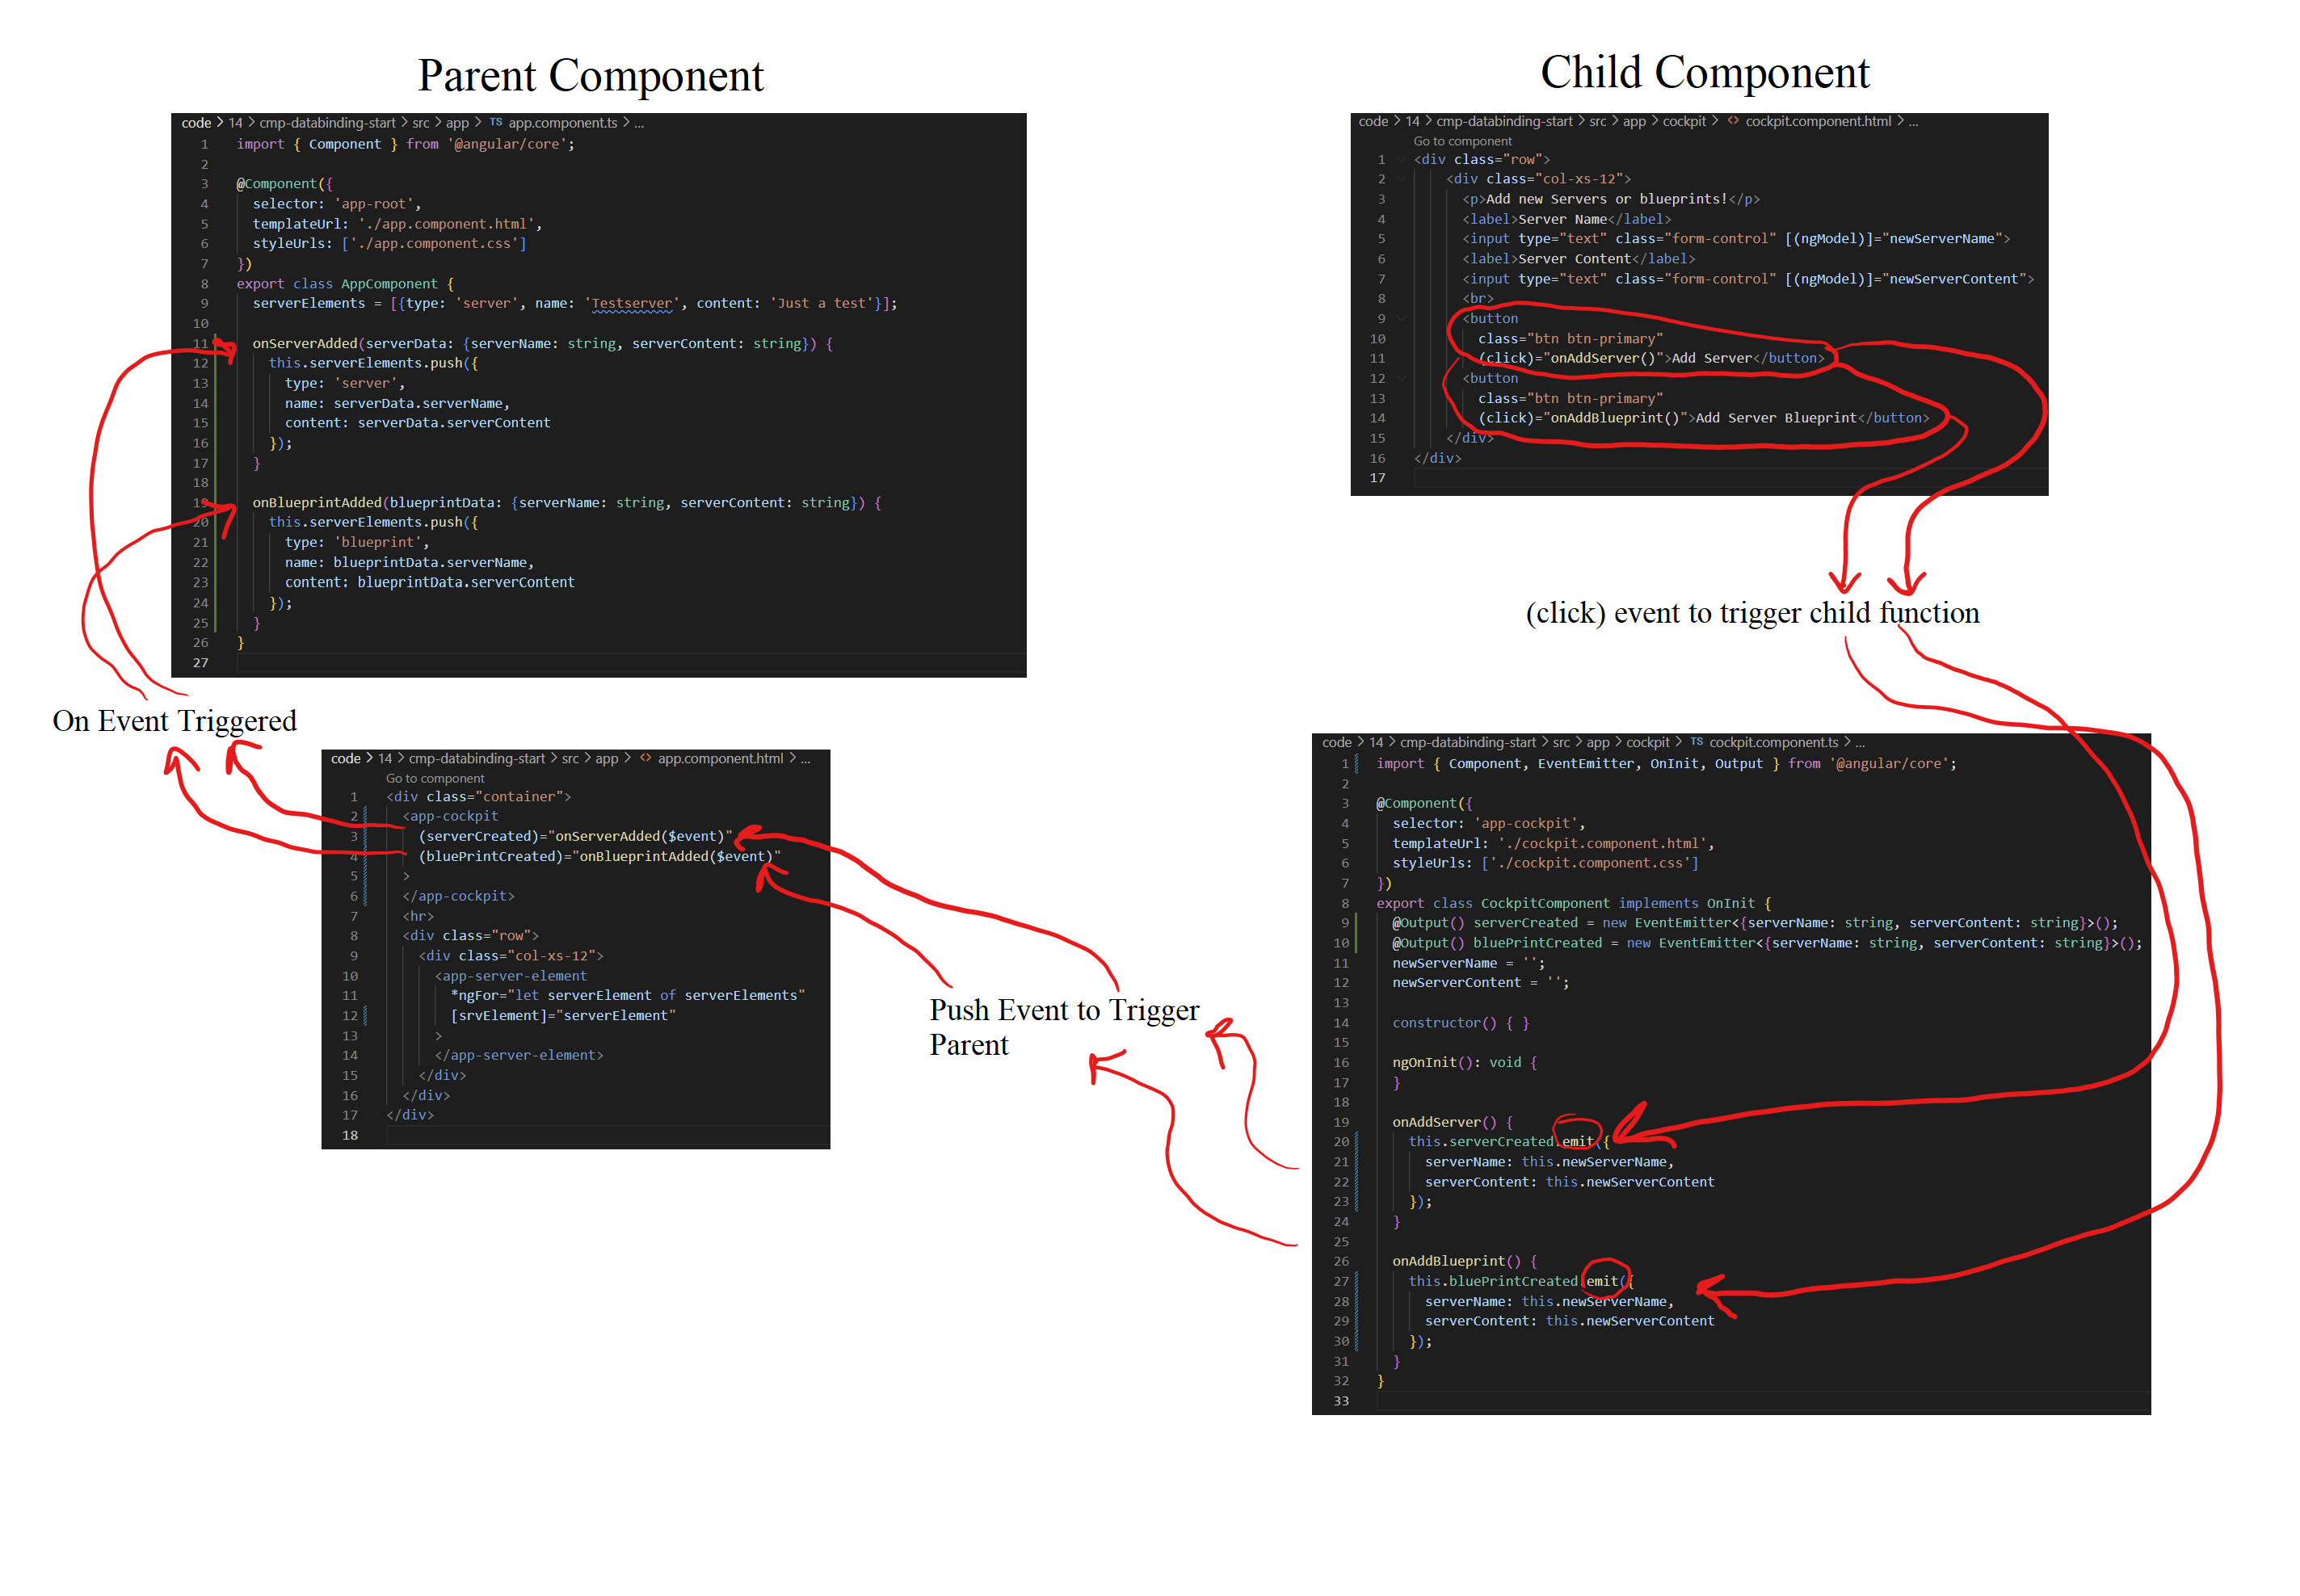 Parent Component
code > 14 > cmp-databinding-start > src > app > TS app.component.ts > ...
1 import { Component } from '@angular/core';
2
3 @Component({
4 selector: 'app-root',
5 templateUrl: './app.component.html',
6 styleUrls: ['./app.component.css']
7 })
8 export class AppComponent {
9 serverElements = [{type: 'server', name: 'Testserver', content: 'Just a test'}];
10
11 onServerAdded(serverData: {serverName: string, serverContent: string}) {
12 this.serverElements.push({
13 type: 'server',
14 name: serverData.serverName,
15 content: serverData.serverContent
16 });
17 }
18
19 onBlueprintAdded(blueprintData: {serverName: string, serverContent: string}) {
20 this.serverElements.push({
21 type: 'blueprint',
22 name: blueprintData.serverName,
23 content: blueprintData.serverContent
24 });
25 }
26 }
27
On Event Triggered
code > 14 > cmp-databinding-start > src > app > <> app.component.html > ...
Go to component
1 <div class="container">
2 <app-cockpit
3 (serverCreated)="onServerAdded($event)"
4 (bluePrintCreated)="onBlueprintAdded($event)"
5 >
6 </app-cockpit>
7 <hr>
8 <div class="row">
9 <div class="col-xs-12">
10 <app-server-element
11 *ngFor="let serverElement of serverElements"
12 [srvElement]="serverElement"
13 >
14 </app-server-element>
15 </div>
16 </div>
17 </div>
18
Push Event to Trigger
Parent
Child Component
code > 14 > cmp-databinding-start > src > app > cockpit > <> cockpit.component.html > ...
Go to component
1 <div class="row">
2 <div class="col-xs-12">
3 <p>Add new Servers or blueprints!</p>
4 <label>Server Name</label>
5 <input type="text" class="form-control" [(ngModel)]="newServerName">
6 <label>Server Content</label>
7 <input type="text" class="form-control" [(ngModel)]="newServerContent">
8 <br>
9 <button
10 class="btn btn-primary"
11 (click)="onAddServer()">Add Server</button>
12 <button
13 class="btn btn-primary"
14 (click)="onAddBlueprint()">Add Server Blueprint</button>
15 </div>
16 </div>
17
(click) event to trigger child function
code > 14 > cmp-databinding-start > src > app > cockpit > TS cockpit.component.ts > ...
1 import { Component, EventEmitter, OnInit, Output } from '@angular/core';
2
3 @Component({
4 selector: 'app-cockpit',
5 templateUrl: './cockpit.component.html',
6 styleUrls: ['./cockpit.component.css']
7 })
8 export class CockpitComponent implements OnInit {
9 @Output() serverCreated = new EventEmitter<{serverName: string, serverContent: string}>();
10 @Output() bluePrintCreated = new EventEmitter<{serverName: string, serverContent: string}>();
11 newServerName = '';
12 newServerContent = '';
13
14 constructor() { }
15
16 ngOnInit(): void {
17 }
18
19 onAddServer() {
20 this.serverCreated.emit({
21 serverName: this.newServerName,
22 serverContent: this.newServerContent
23 });
24 }
25
26 onAddBlueprint() {
27 this.bluePrintCreated.emit({
28 serverName: this.newServerName,
29 serverContent: this.newServerContent
30 });
31 }
32 }
33